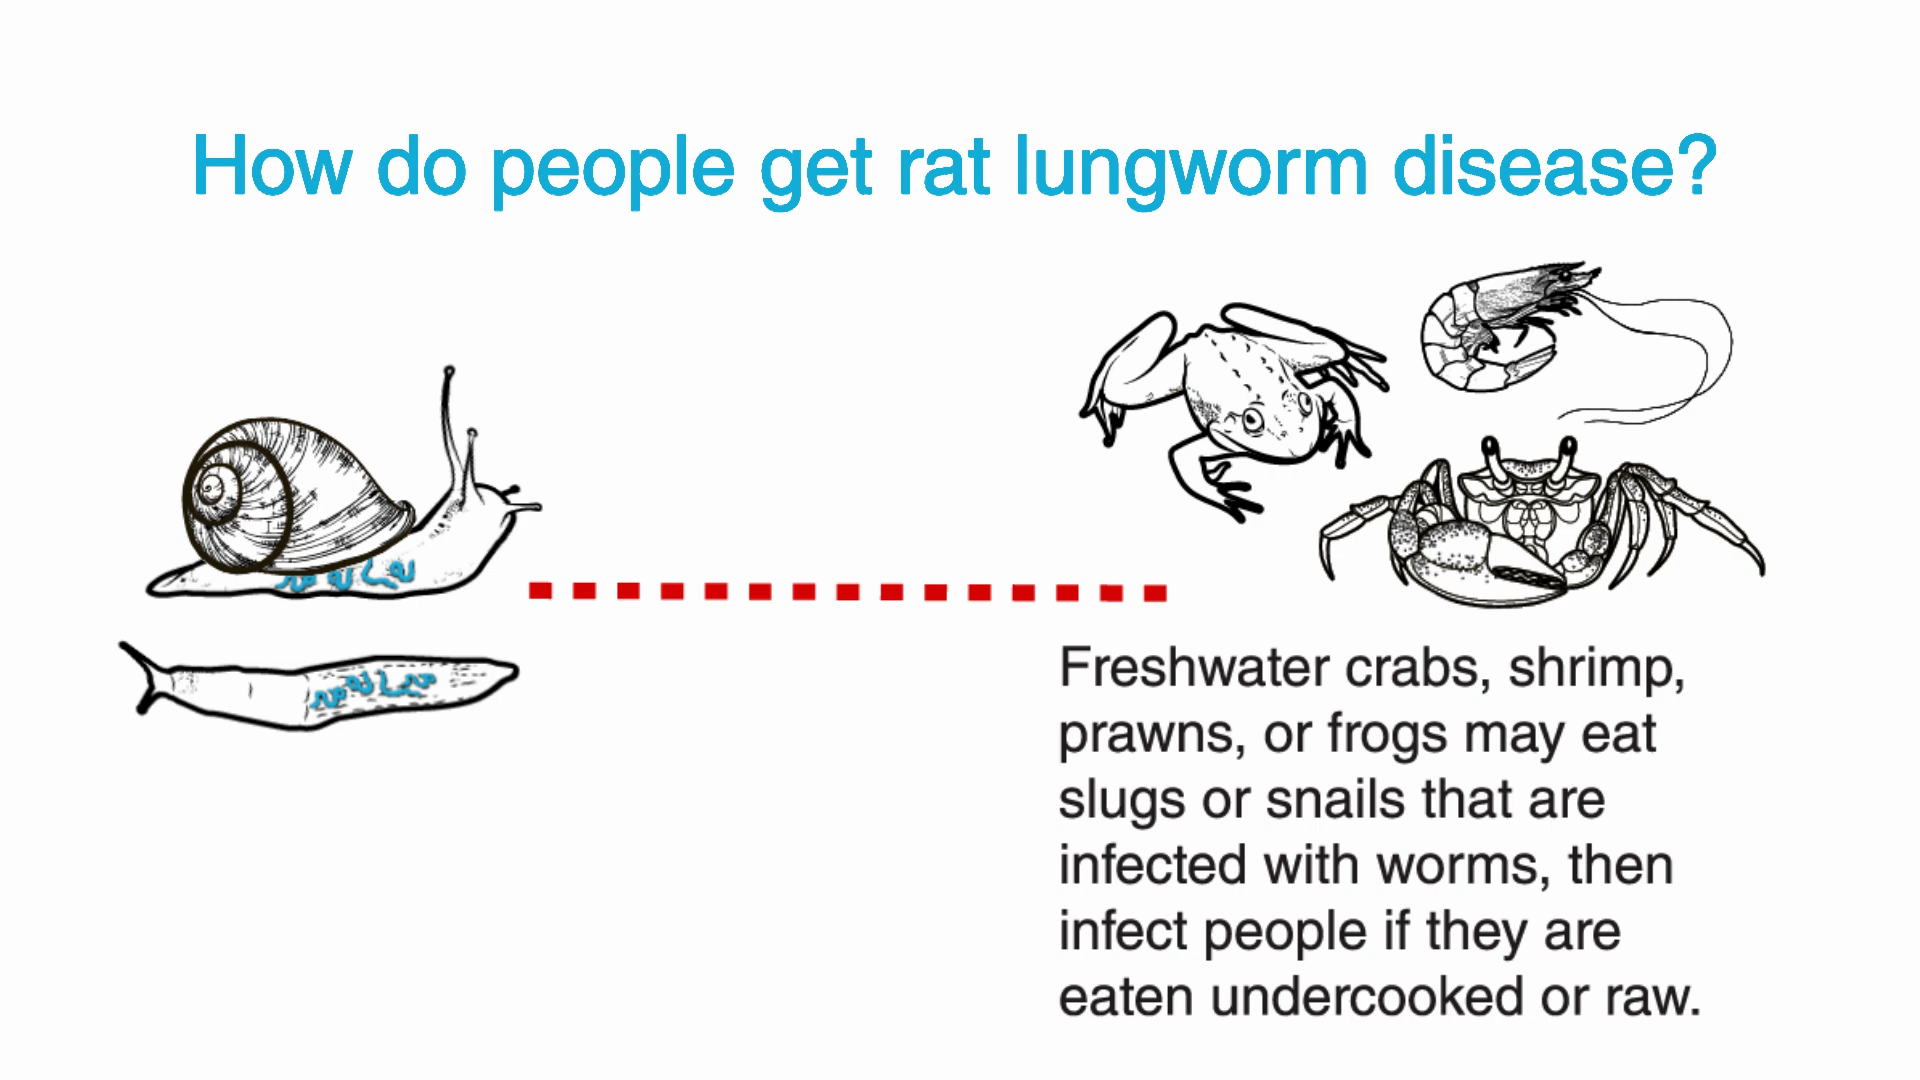 How do people get rat lungworm disease?
Freshwater crabs, shrimp,
prawns, or frogs may eat
slugs or snails that are
infected with worms, then
infect people if they are
eaten undercooked or raw.